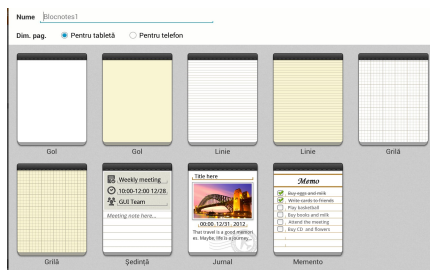 Nume Blocnotes1
Dim. pag. Pentru tabletă Pentru telefon
Gol Gol Linie Linie Grilă
Weekly meeting
10:00-12:00 12/28
GUI Team
Meeting note here...
Title here
00:00 12/31, 2012
That travel is a good memori
es. Maybe, life is a journey...
Memo
Buy eggs and milk
Write cards to friends
Play basketball
Buy books and milk
Attend the meeting
Buy CD and flowers
Grilă Şedinţă Jurnal Memento